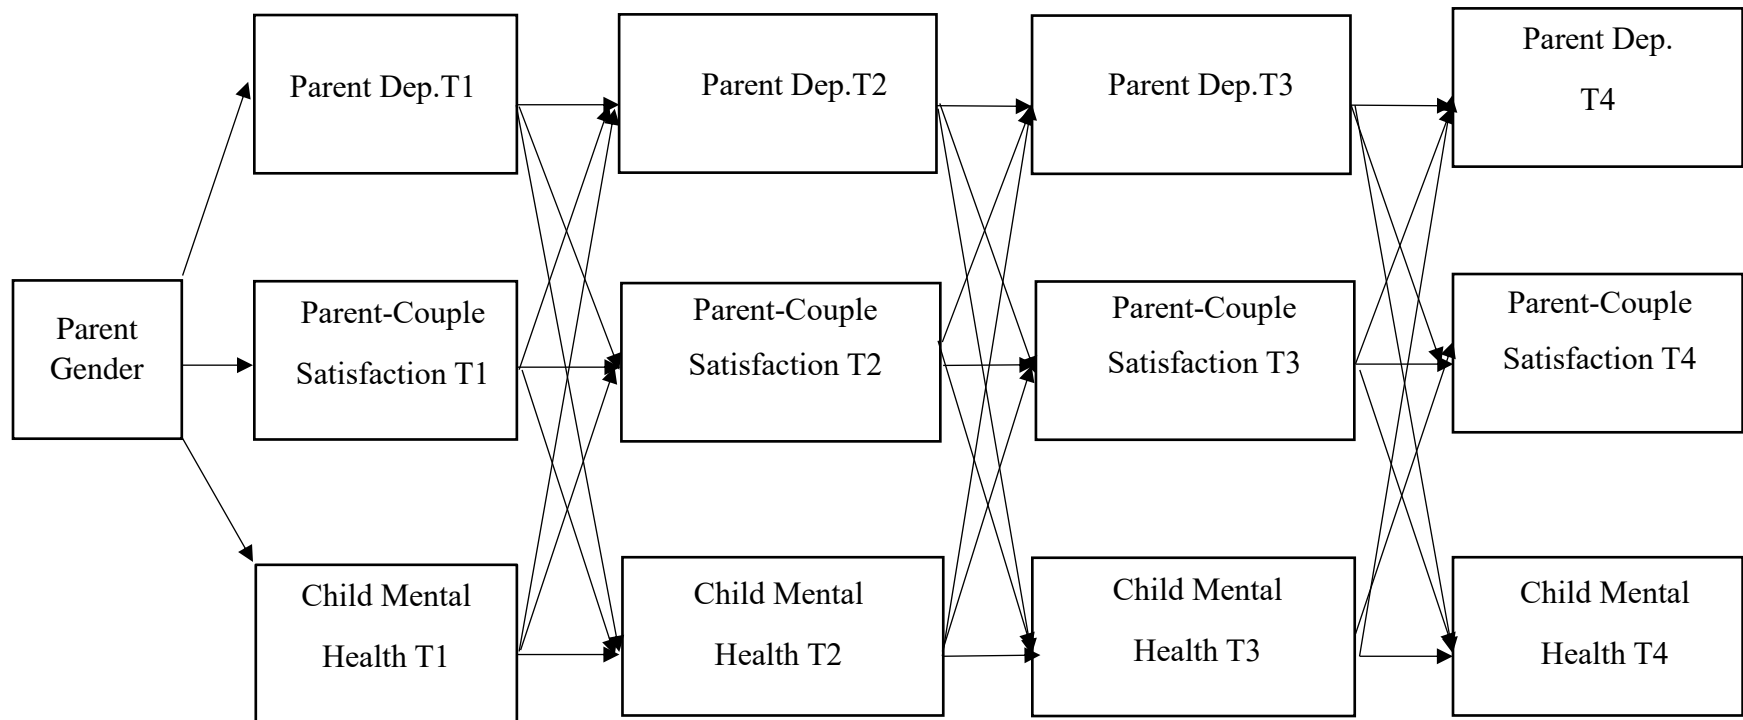 Parent Dep.T1
Parent Dep.T2
Parent Dep.T3
Parent Dep.
T4
Parent
Gender
Parent-Couple
Satisfaction T1
Parent-Couple
Satisfaction T2
Parent-Couple
Satisfaction T3
Parent-Couple
Satisfaction T4
Child Mental
Health T1
Child Mental
Health T2
Child Mental
Health T3
Child Mental
Health T4